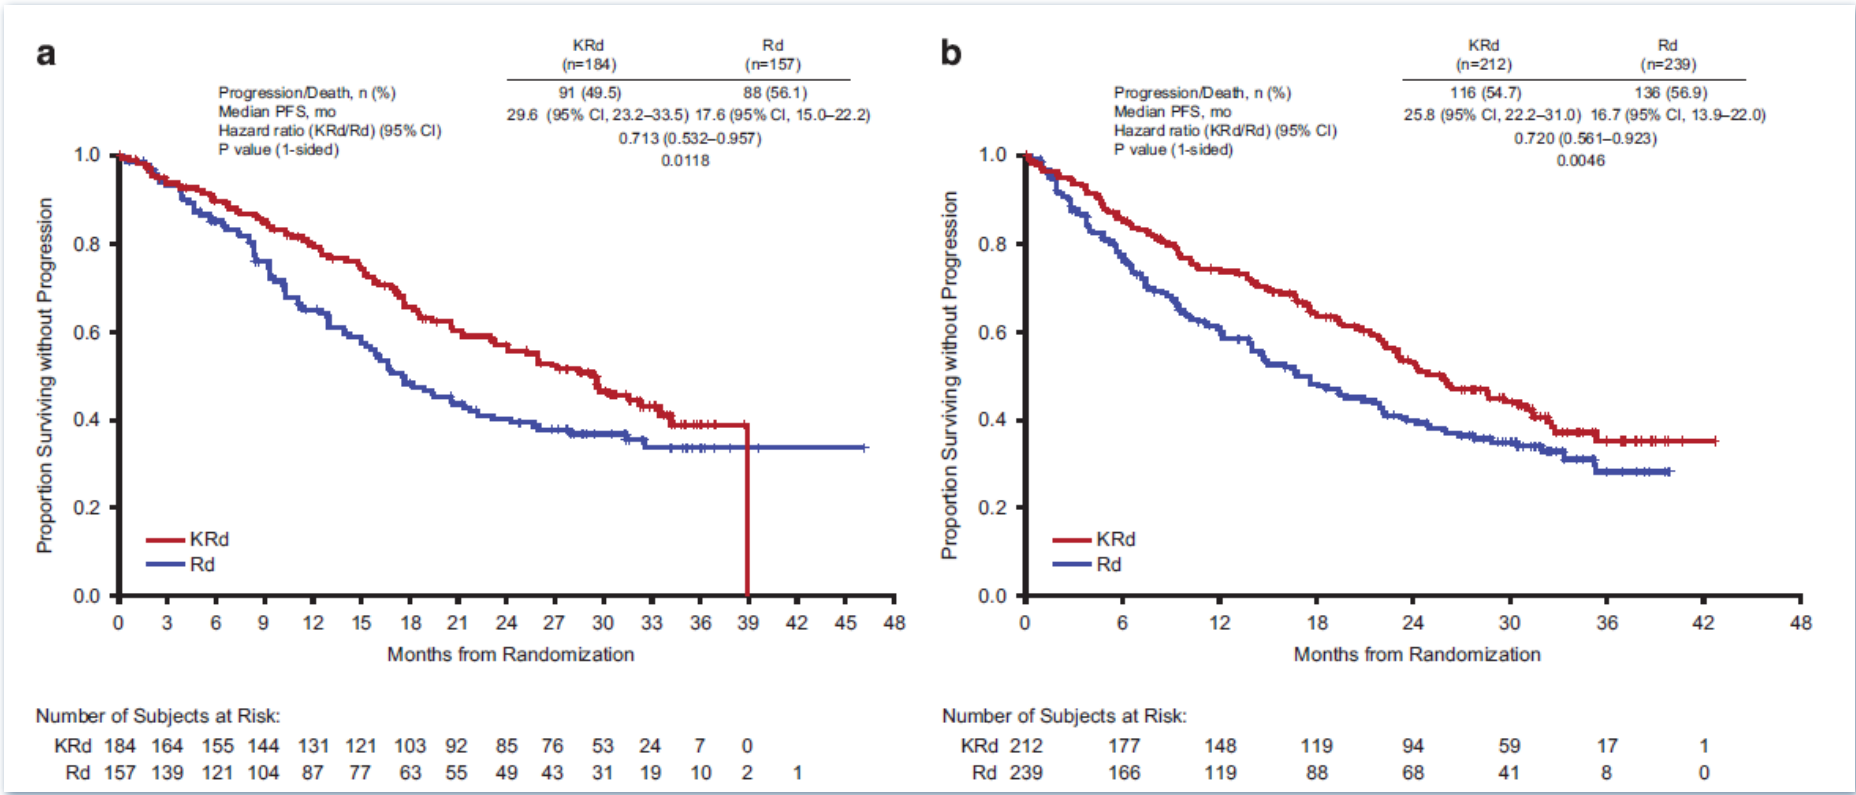 a
KRd Rd
(n=184) (n=157)
Progression/Death, n (%) 91 (49.5) 88 (56.1)
Median PFS, mo 29.6 (95% CI, 23.2–33.5) 17.6 (95% CI, 15.0–22.2)
Hazard ratio (KRd/Rd) (95% CI) 0.713 (0.532–0.957)
P value (1-sided) 0.0118
Proportion Surviving without Progression
1.0
0.8
0.6
0.4
0.2
0.0
KRd
Rd
0 3 6 9 12 15 18 21 24 27 30 33 36 39 42 45 48
Months from Randomization
Number of Subjects at Risk:
KRd 184 164 155 144 131 121 103 92 85 76 53 24 7 0
Rd 157 139 121 104 87 77 63 55 49 43 31 19 10 2 1
b
KRd Rd
(n=212) (n=239)
Progression/Death, n (%) 116 (54.7) 136 (56.9)
Median PFS, mo 25.8 (95% CI, 22.2–31.0) 16.7 (95% CI, 13.9–22.0)
Hazard ratio (KRd/Rd) (95% CI) 0.720 (0.561–0.923)
P value (1-sided) 0.0046
Proportion Surviving without Progression
1.0
0.8
0.6
0.4
0.2
0.0
KRd
Rd
0 6 12 18 24 30 36 42 48
Months from Randomization
Number of Subjects at Risk:
KRd 212 177 148 119 94 59 17 1
Rd 239 166 119 88 68 41 8 0